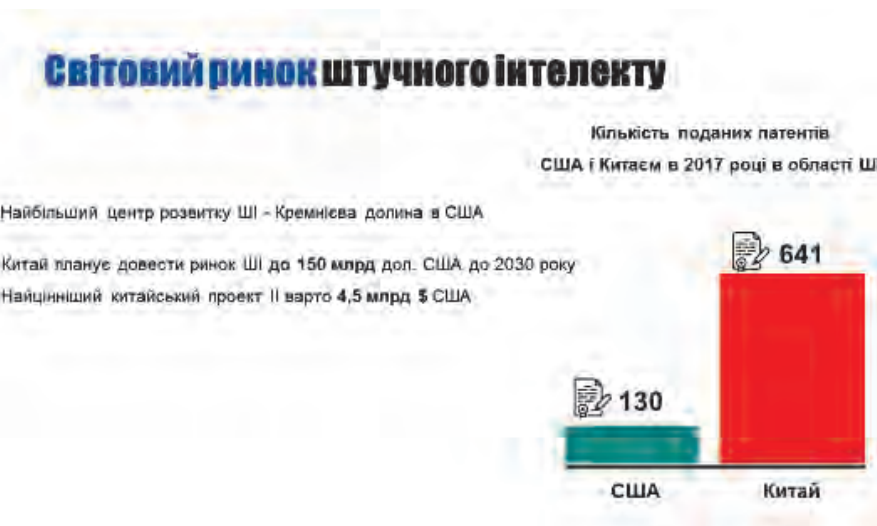 Світовий ринок штучного інтелекту
Кількість поданих патентів
США і Китаєм в 2017 році в області ШІ
Найбільший центр розвитку ШІ - Кремнієва долина в США
Китай планує довести ринок ШІ до 150 млрд дол. США до 2030 року
Найцінніший китайський проект ІІ варто 4,5 млрд $ США
641
130
США
Китай